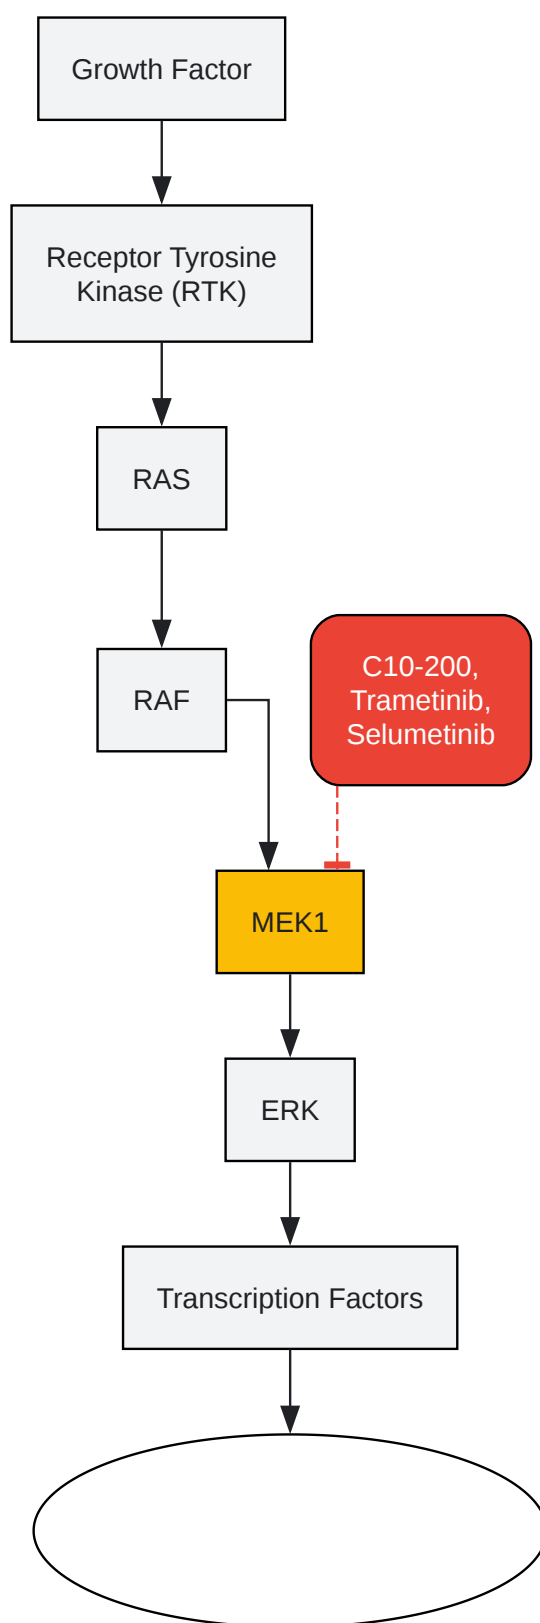 Growth Factor
Receptor Tyrosine
Kinase (RTK)
RAS
RAF
C10-200,
Trametinib,
Selumetinib
MEK1
ERK
Transcription Factors